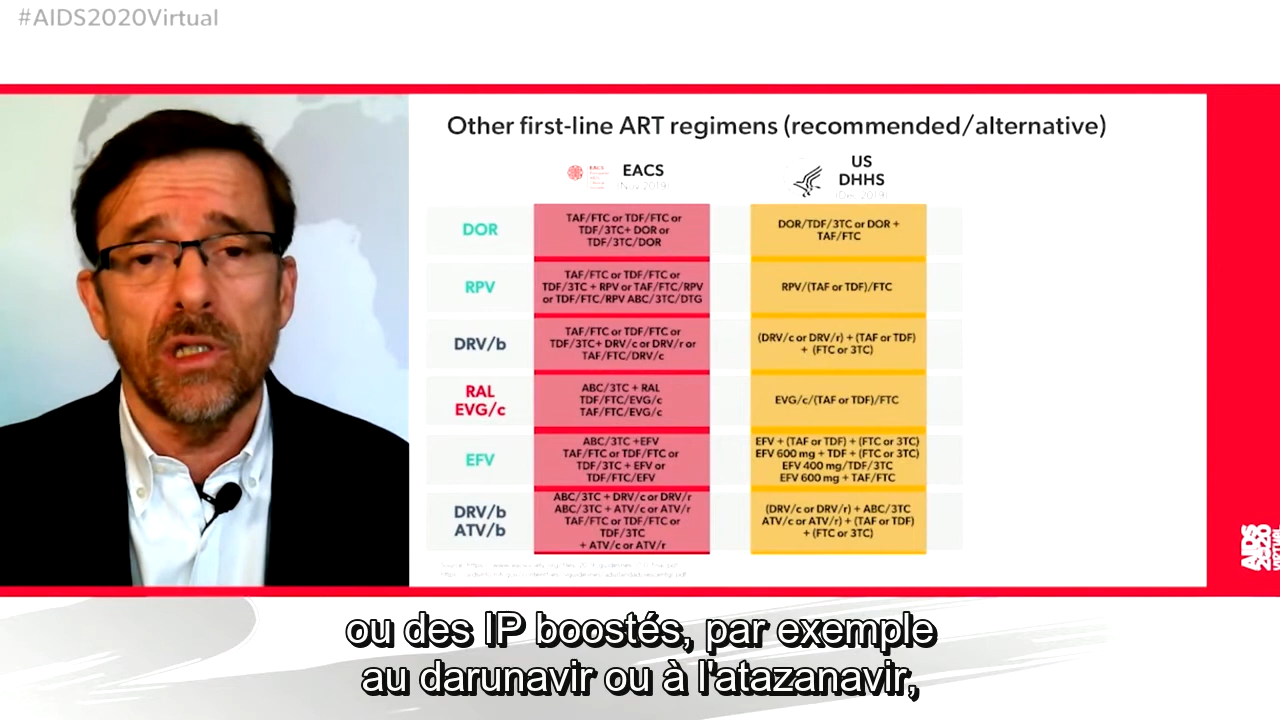 #AIDS2020Virtual
Other first-line ART regimens (recommended/alternative)
EACS
(Nov 2019)
US
DHHS
(Dec 2019)
DOR
TAF/FTC or TDF/FTC or
TDF/3TC+ DOR or
TDF/3TC/DOR
DOR/TDF/3TC or DOR +
TAF/FTC
RPV
TAF/FTC or TDF/FTC or
TDF/3TC + RPV or TAF/FTC/RPV
or TDF/FTC/RPV ABC/3TC/DTG
RPV/(TAF or TDF)/FTC
DRV/b
TAF/FTC or TDF/FTC or
TDF/3TC+ DRV/c or DRV/r or
TAF/FTC/DRV/c
(DRV/c or DRV/r) + (TAF or TDF)
+ (FTC or 3TC)
RAL
EVG/c
ABC/3TC + RAL
TDF/FTC/EVG/c
TAF/FTC/EVG/c
EVG/c/(TAF or TDF)/FTC
EFV
ABC/3TC +EFV
TAF/FTC or TDF/FTC or
TDF/3TC + EFV or
TDF/FTC/EFV
EFV + (TAF or TDF) + (FTC or 3TC)
EFV 600 mg + TDF + (FTC or 3TC)
EFV 400 mg/TDF/3TC
EFV 600 mg + TAF/FTC
DRV/b
ATV/b
ABC/3TC + DRV/c or DRV/r
ABC/3TC + ATV/c or ATV/r
TAF/FTC or TDF/FTC or
TDF/3TC
+ ATV/c or ATV/r
(DRV/c or DRV/r) + ABC/3TC
ATV/c or ATV/r) + (TAF or TDF)
+ (FTC or 3TC)
AIDS
2020
VIRTUAL
ou des IP boostés, par exemple
au darunavir ou à l'atazanavir,